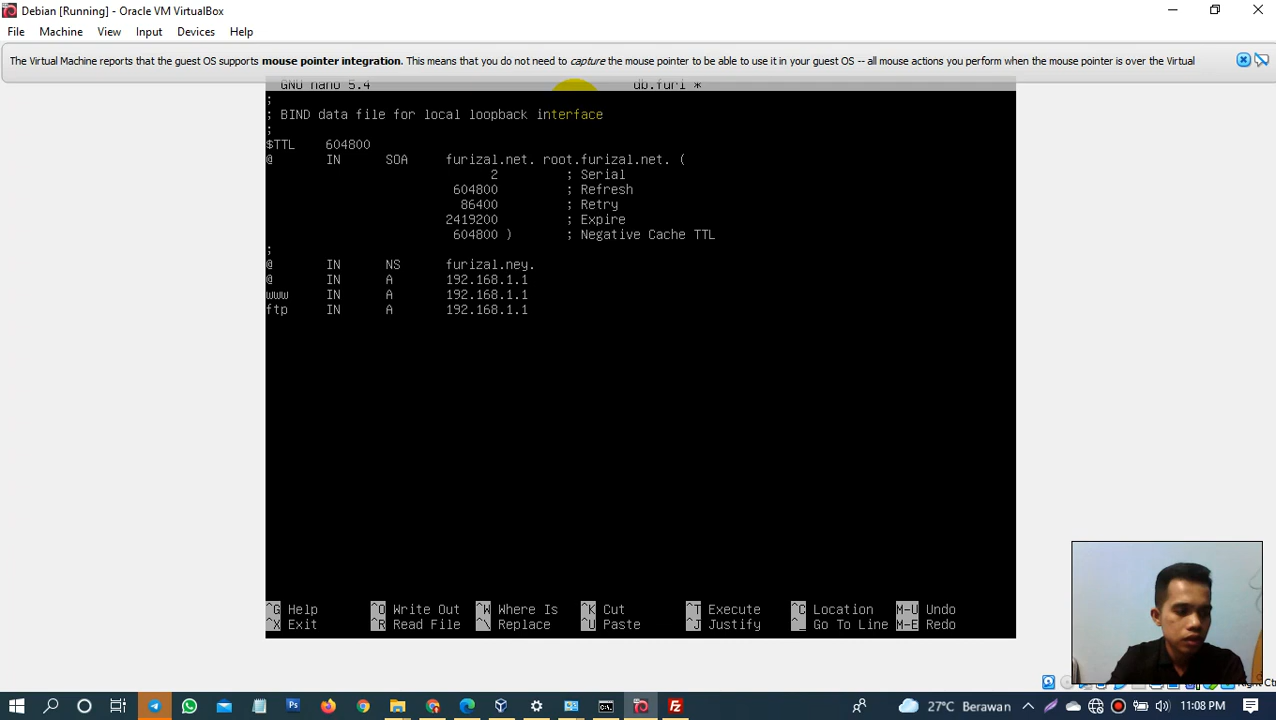 Debian [Running] - Oracle VM VirtualBox
File Machine View Input Devices Help
The Virtual Machine reports that the guest OS supports mouse pointer integration. This means that you do not need to capture the mouse pointer to be able to use it in your guest OS -- all mouse actions you perform when the mouse pointer is over the Virtual
GNU nano 5.4 db.furi *
;
; BIND data file for local loopback interface
;
$TTL 604800
@ IN SOA furizal.net. root.furizal.net. (
2 ; Serial
604800 ; Refresh
86400 ; Retry
2419200 ; Expire
604800 ) ; Negative Cache TTL
;
@ IN NS furizal.ney.
@ IN A 192.168.1.1
www IN A 192.168.1.1
ftp IN A 192.168.1.1
^G Help ^O Write Out ^W Where Is ^K Cut ^T Execute ^C Location M-U Undo
^X Exit ^R Read File ^\ Replace ^U Paste ^J Justify ^_ Go To Line M-E Redo
27°C Berawan 11:08 PM